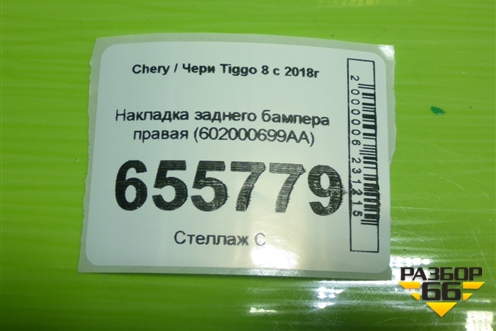 Chery / Чери Tiggo 8 с 2018г
Накладка заднего бампера
правая (602000699AA)
655779
Стеллаж С
2000006231216
РАЗБОР
66